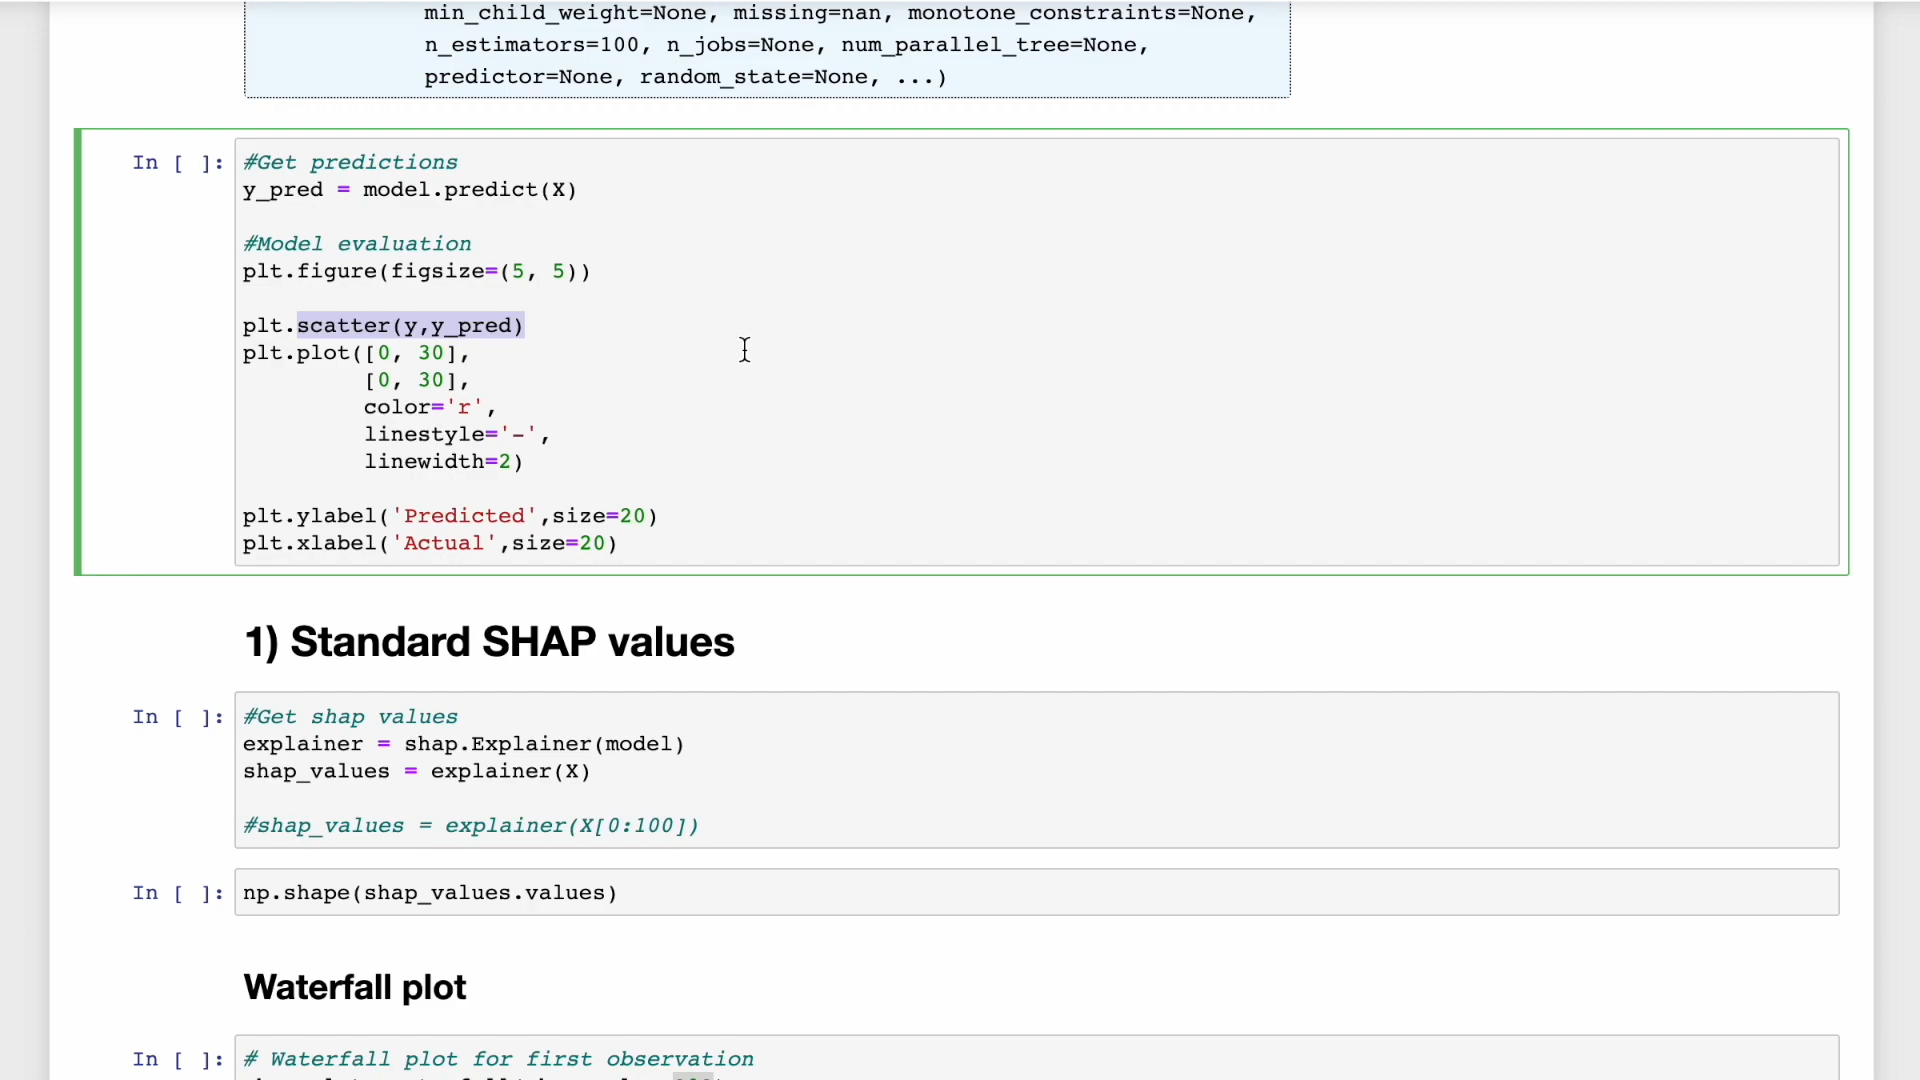 min_child_weight=None, missing=nan, monotone_constraints=None,
n_estimators=100, n_jobs=None, num_parallel_tree=None,
predictor=None, random_state=None, ...)
In [ ]: #Get predictions
y_pred = model.predict(X)
#Model evaluation
plt.figure(figsize=(5, 5))
plt.scatter(y,y_pred)
plt.plot([0, 30],
[0, 30],
color='r',
linestyle='-',
linewidth=2)
plt.ylabel('Predicted',size=20)
plt.xlabel('Actual',size=20)
1) Standard SHAP values
In [ ]: #Get shap values
explainer = shap.Explainer(model)
shap_values = explainer(X)
#shap_values = explainer(X[0:100])
In [ ]: np.shape(shap_values.values)
Waterfall plot
In [ ]: # Waterfall plot for first observation